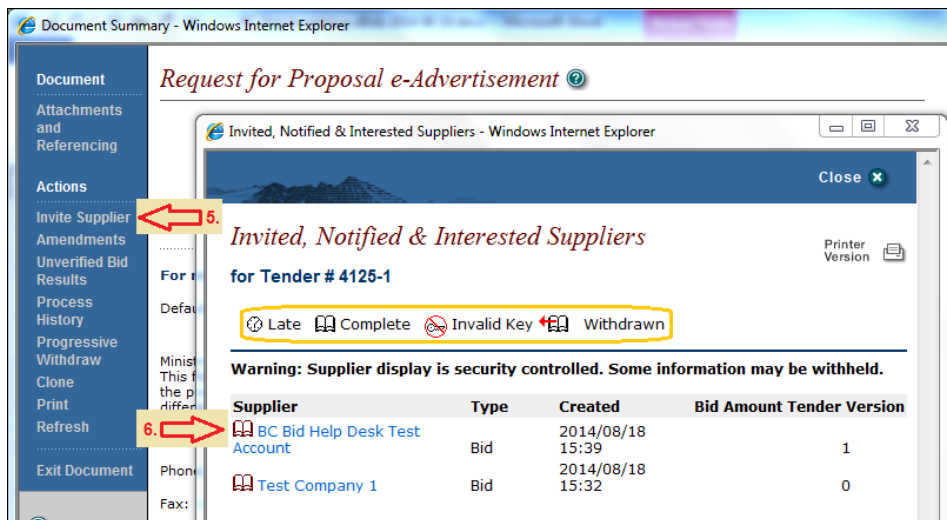 Document Summary - Windows Internet Explorer
Document
Attachments
and
Referencing
Actions
Invite Supplier
Amendments
Unverified Bid
Results
Process
History
Progressive
Withdraw
Clone
Print
Refresh
Exit Document
Request for Proposal e-Advertisement
For
Defau
Minist
This f
the p
differ
Phon
Fax:
5.
6.
Invited, Notified & Interested Suppliers - Windows Internet Explorer
Close
Invited, Notified & Interested Suppliers
Printer
Version
for Tender # 4125-1
Late Complete Invalid Key Withdrawn
Warning: Supplier display is security controlled. Some information may be withheld.
Supplier Type Created Bid Amount Tender Version
BC Bid Help Desk Test
Account Bid 2014/08/18
15:39 1
Test Company 1 Bid 2014/08/18
15:32 0